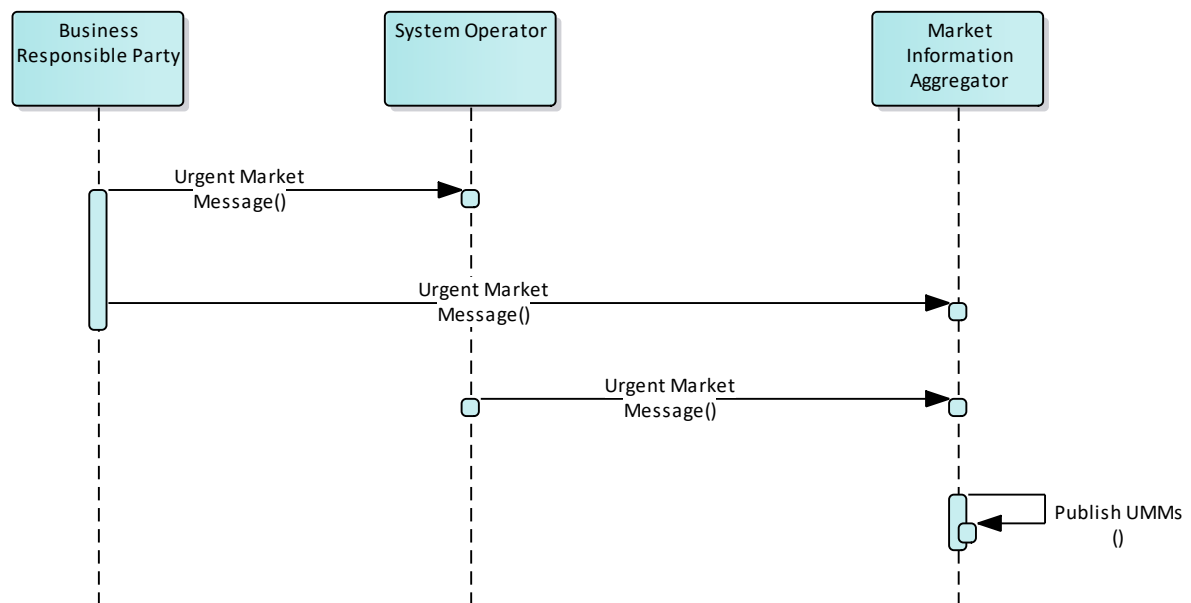 Business
Responsible Party
System Operator
Market
Information
Aggregator
Urgent Market
Message()
Urgent Market
Message()
Urgent Market
Message()
Publish UMMs
()